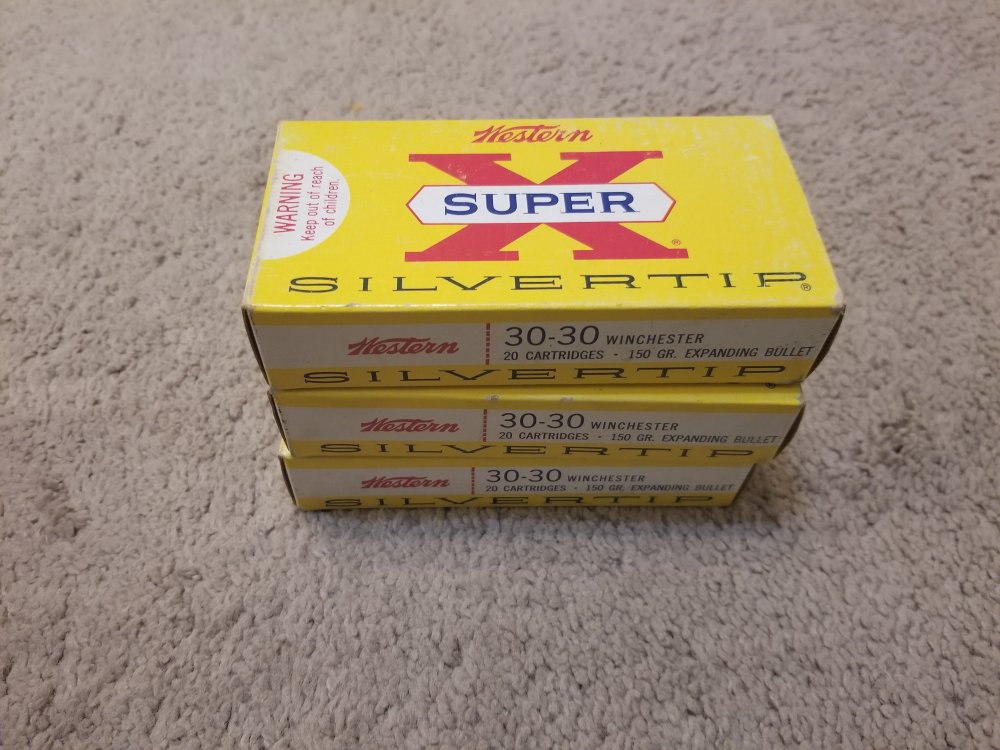 Western
X
SUPER
®
SILVERTIP®
WARNING
Keep out of reach
of children.
Western
30-30 WINCHESTER
20 CARTRIDGES · 150 GR. EXPANDING BULLET
SILVERTIP
Western
30-30 WINCHESTER
20 CARTRIDGES · 150 GR. EXPANDING BULLET
SILVERTIP
Western
30-30 WINCHESTER
20 CARTRIDGES · 150 GR. EXPANDING BULLET
SILVERTIP